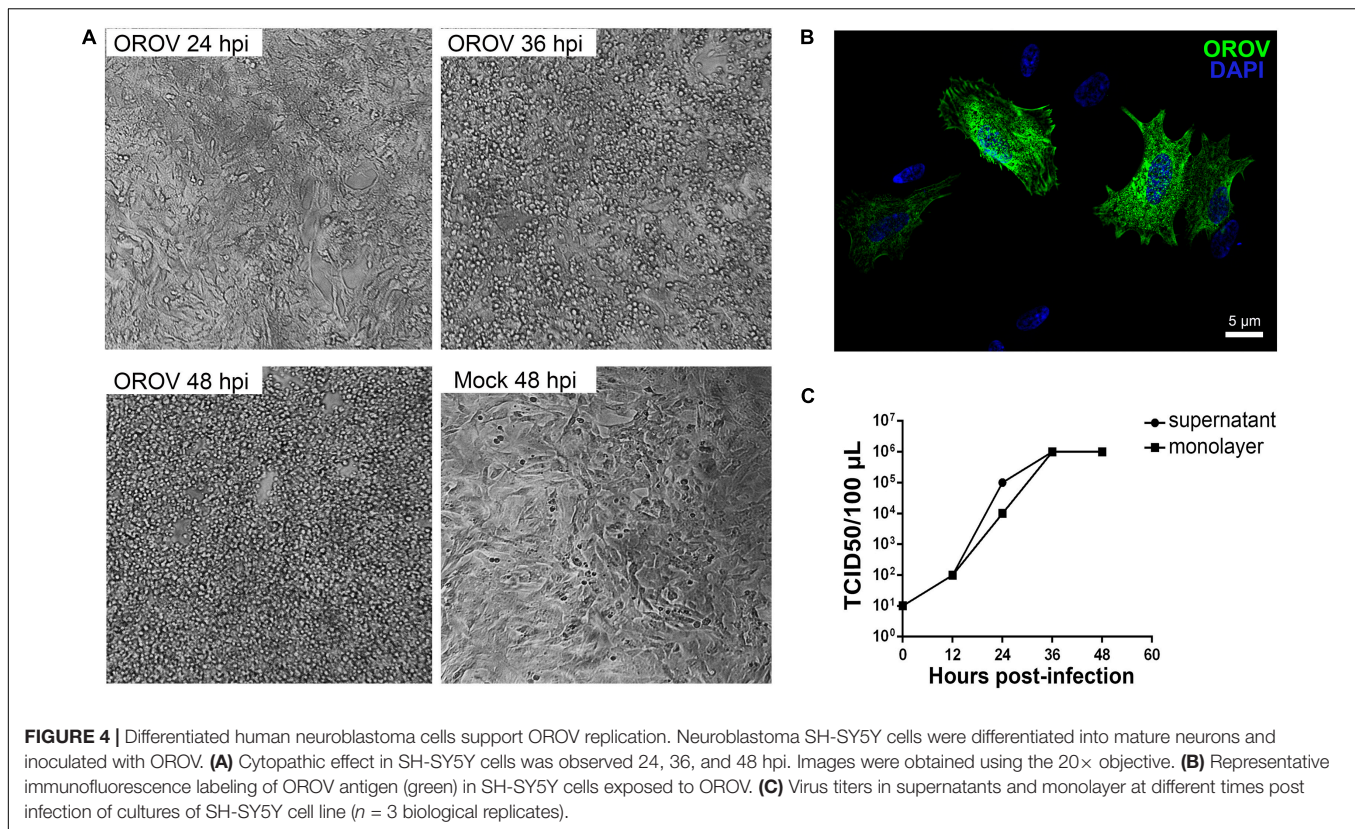 A
OROV 24 hpi
OROV 36 hpi
OROV 48 hpi
Mock 48 hpi
B
OROV
DAPI
5 µm
C
TCID50/100 µL
10⁷
10⁶
10⁵
10⁴
10³
10²
10¹
10⁰
0 12 24 36 48 60
Hours post-infection
supernatant
monolayer
FIGURE 4 | Differentiated human neuroblastoma cells support OROV replication. Neuroblastoma SH-SY5Y cells were differentiated into mature neurons and
inoculated with OROV. (A) Cytopathic effect in SH-SY5Y cells was observed 24, 36, and 48 hpi. Images were obtained using the 20× objective. (B) Representative
immunofluorescence labeling of OROV antigen (green) in SH-SY5Y cells exposed to OROV. (C) Virus titers in supernatants and monolayer at different times post
infection of cultures of SH-SY5Y cell line (n = 3 biological replicates).